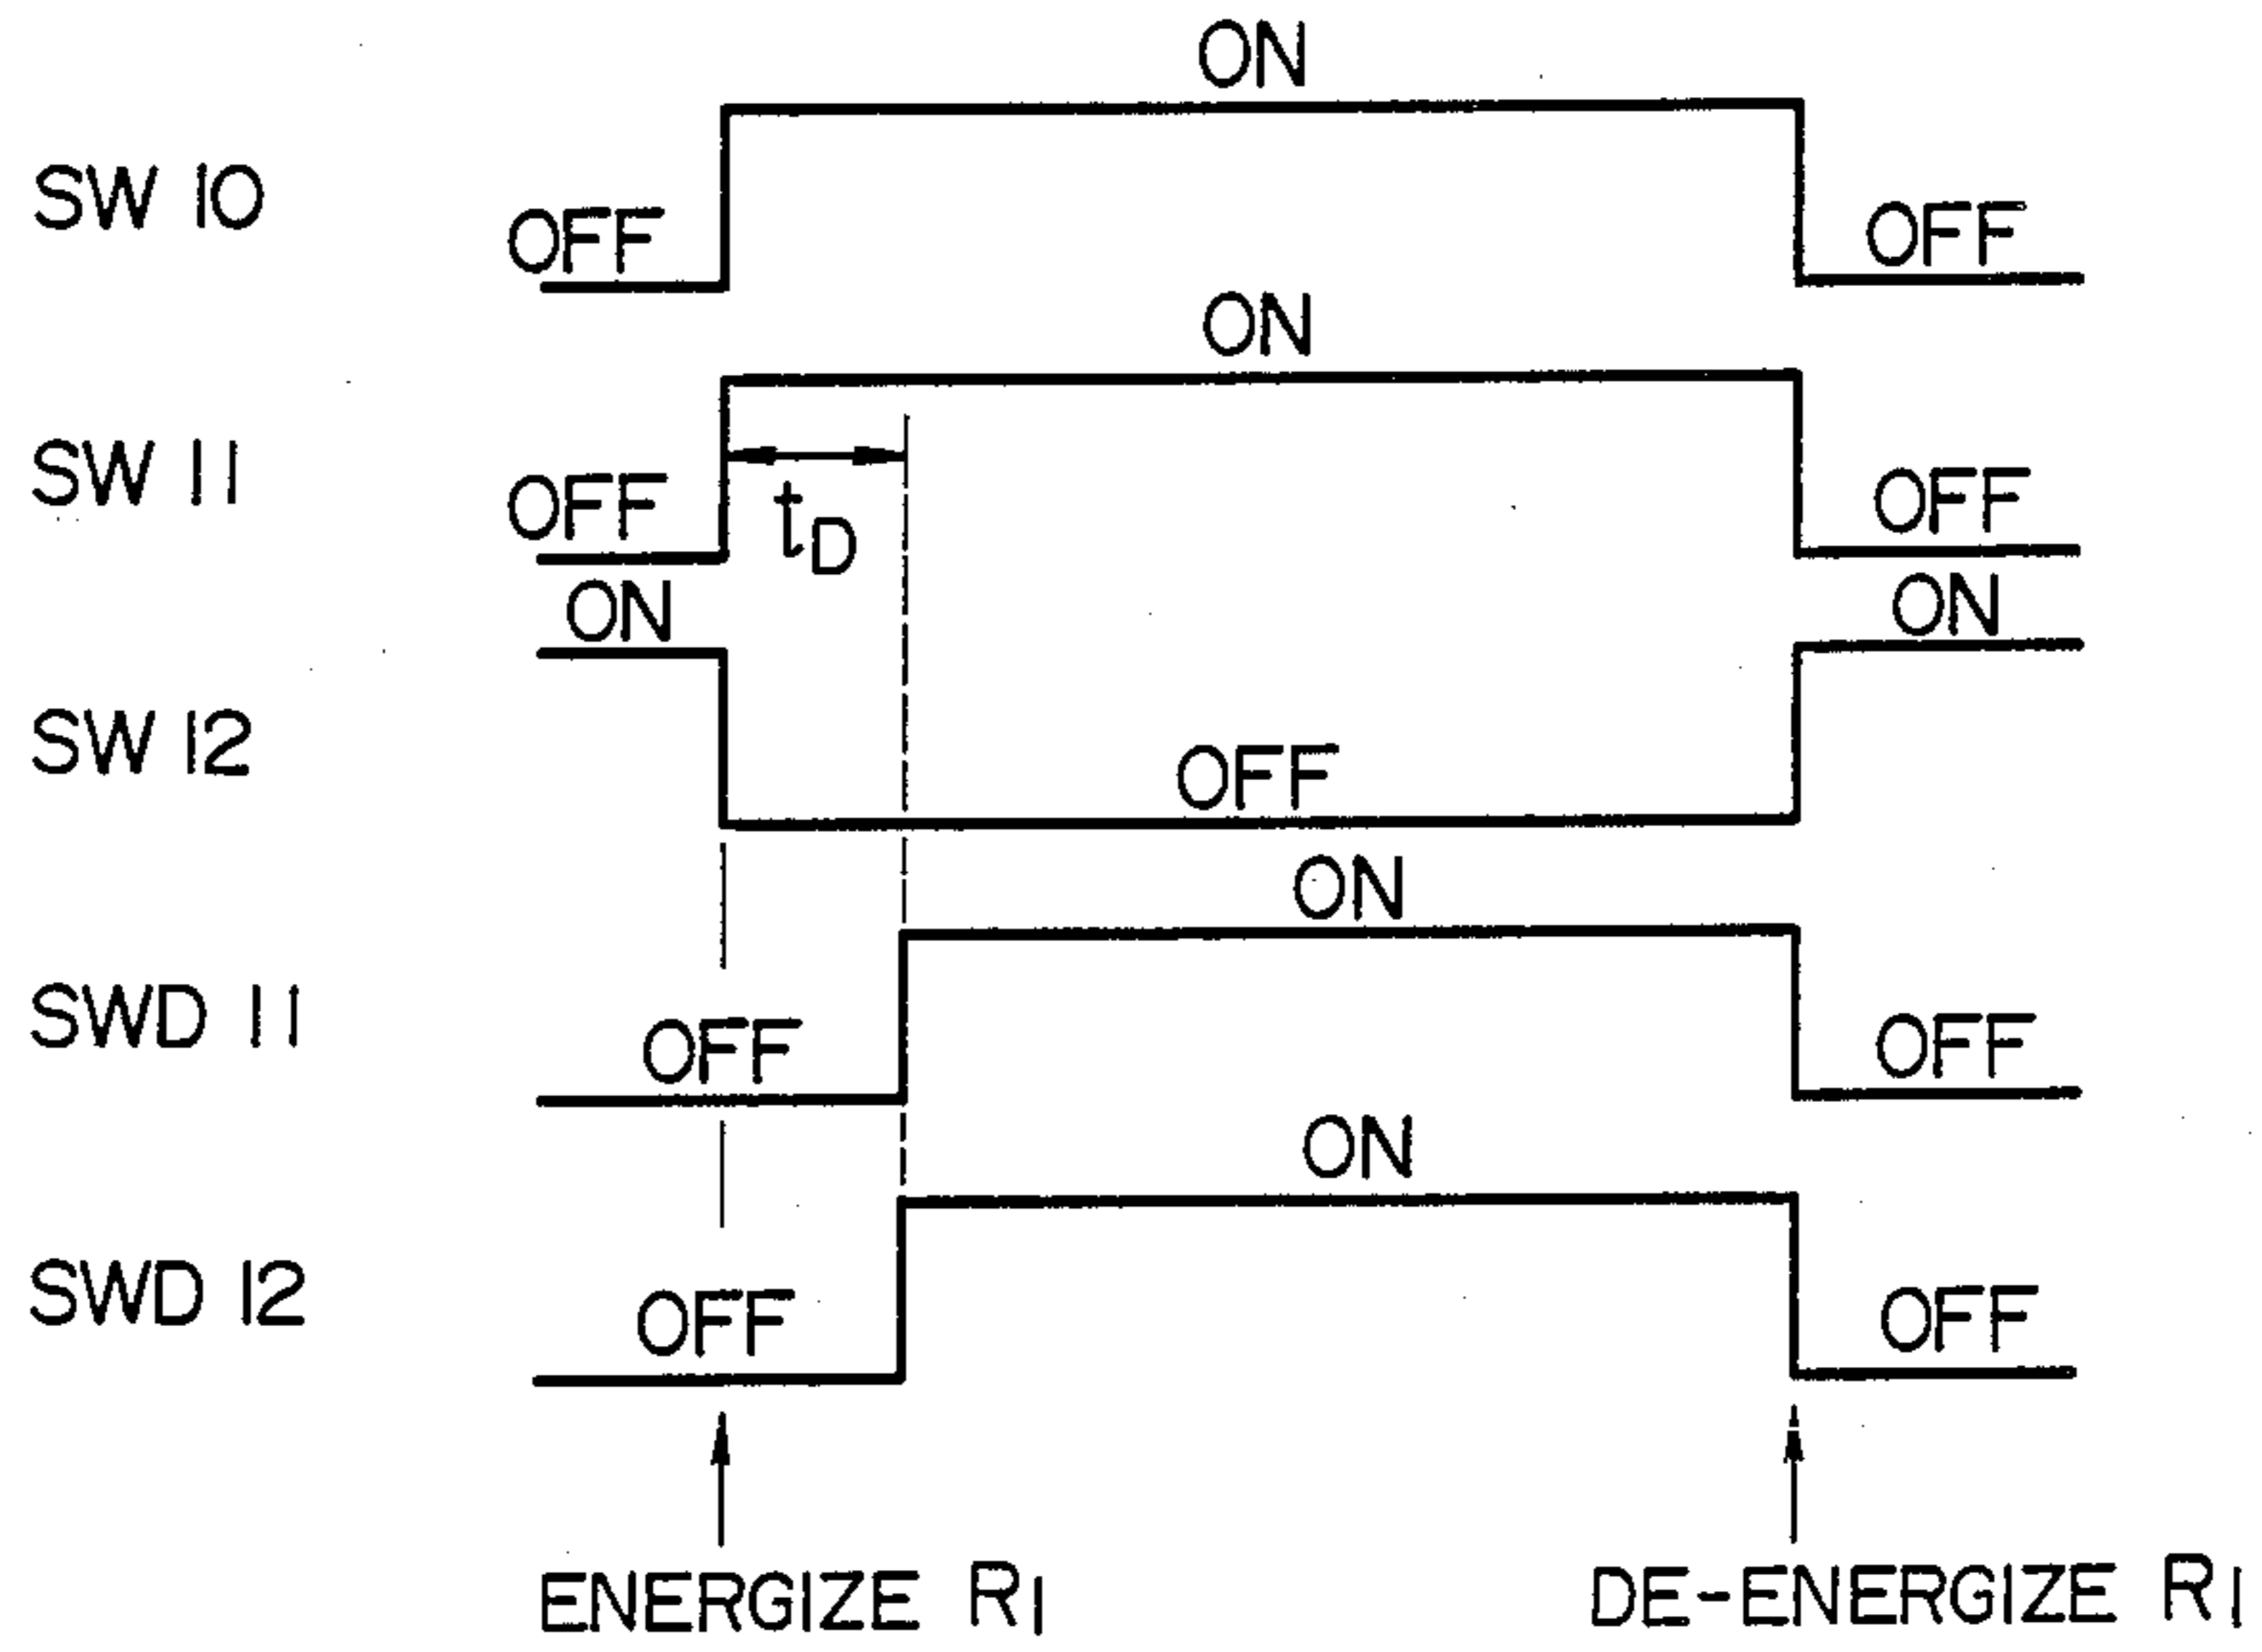 ON
SW 10
OFF
OFF
ON
SW 11
OFF
tD
OFF
ON
ON
SW 12
OFF
ON
SWD 11
OFF
OFF
ON
SWD 12
OFF
OFF
ENERGIZE R1
DE-ENERGIZE R1